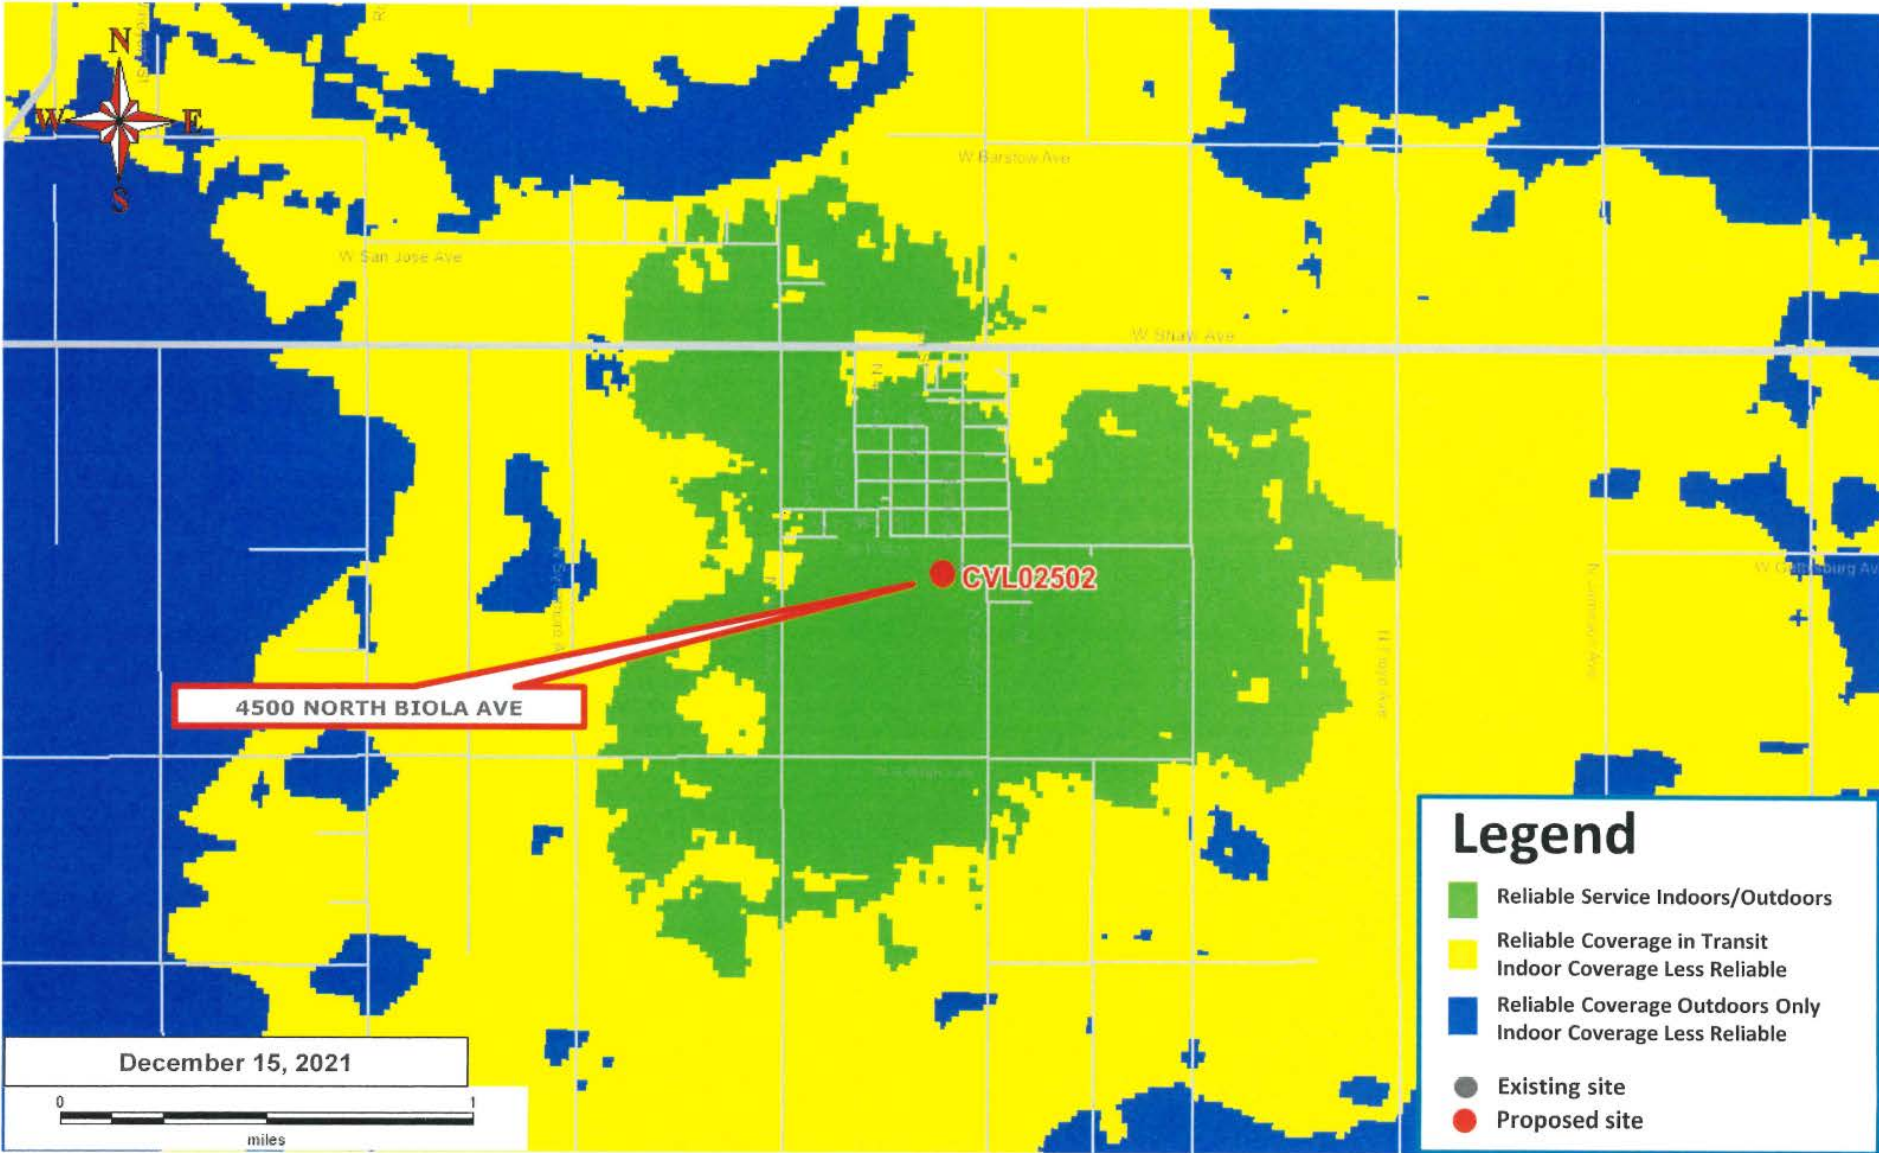 N
W E
S
W Barstow Ave
W San Jose Ave
W Shaw Ave
CVL02502
W Gettysburg Av
4500 NORTH BIOLA AVE
Legend
Reliable Service Indoors/Outdoors
Reliable Coverage in Transit
Indoor Coverage Less Reliable
Reliable Coverage Outdoors Only
Indoor Coverage Less Reliable
Existing site
Proposed site
December 15, 2021
0 1
miles